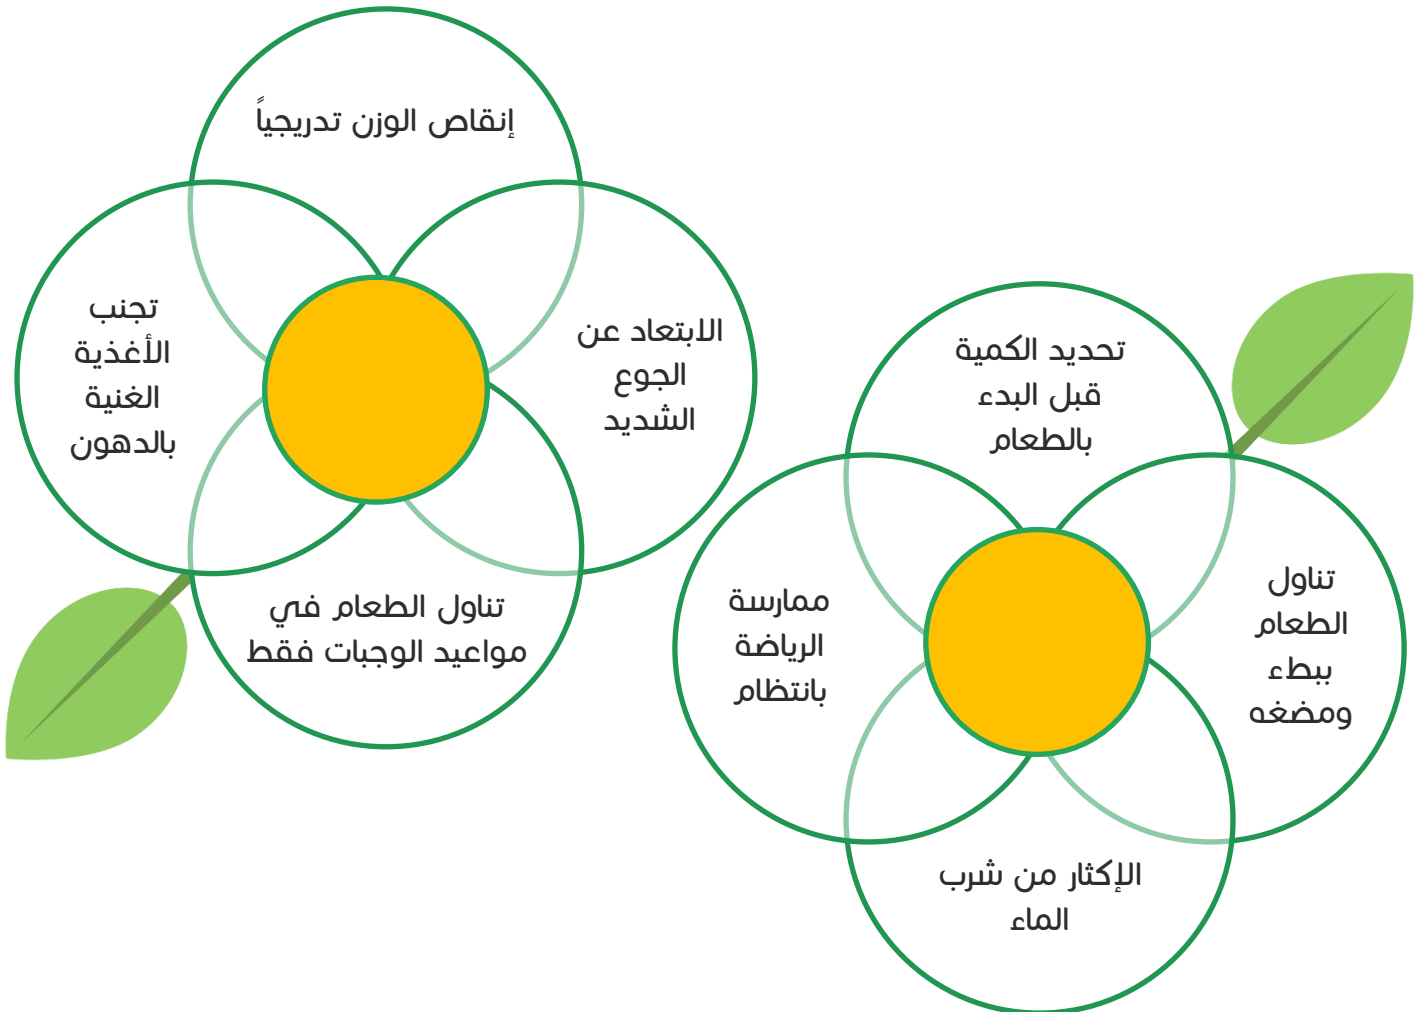 إنقاص الوزن تدريجياً
الابتعاد عن
الجوع
الشديد
تجنب
الأغذية
الغنية
بالدهون
تناول الطعام في
مواعيد الوجبات فقط
تحديد الكمية
قبل البدء
بالطعام
تناول
الطعام
ببطء
ومضغه
ممارسة
الرياضة
بانتظام
الإكثار من شرب
الماء